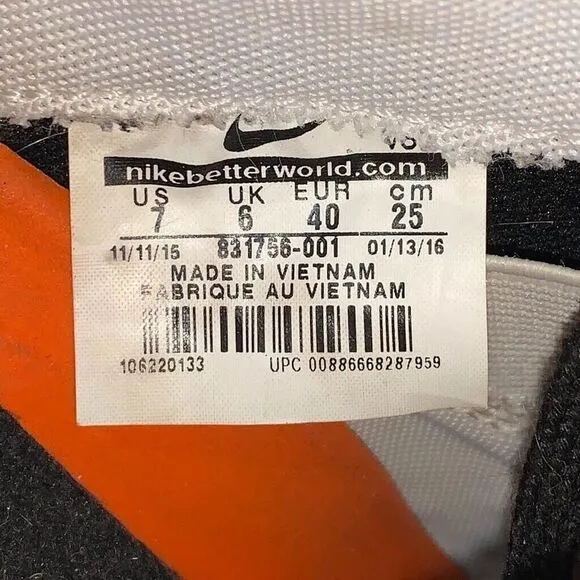 VS
nikebetterworld.com
US UK EUR cm
7 6 40 25
11/11/15 831756-001 01/13/16
MADE IN VIETNAM
FABRIQUE AU VIETNAM
106220133 UPC 00886668287959